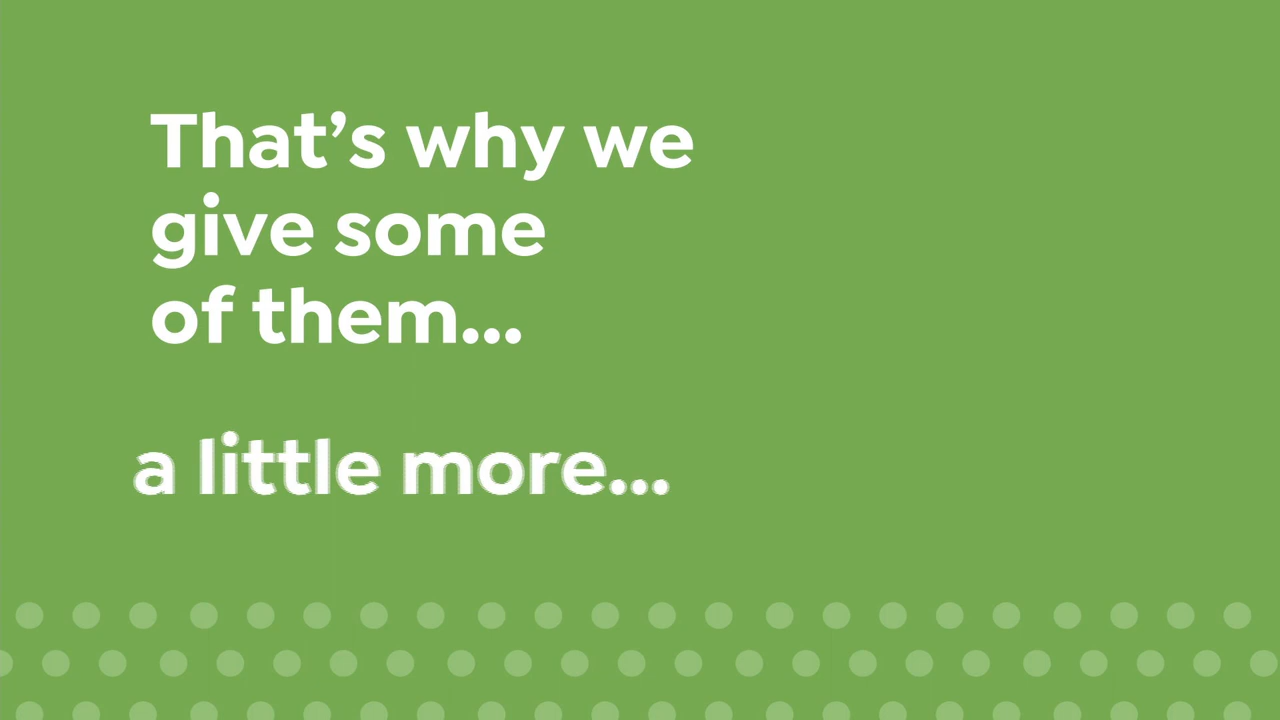 That’s why we
give some
of them...
a little more...